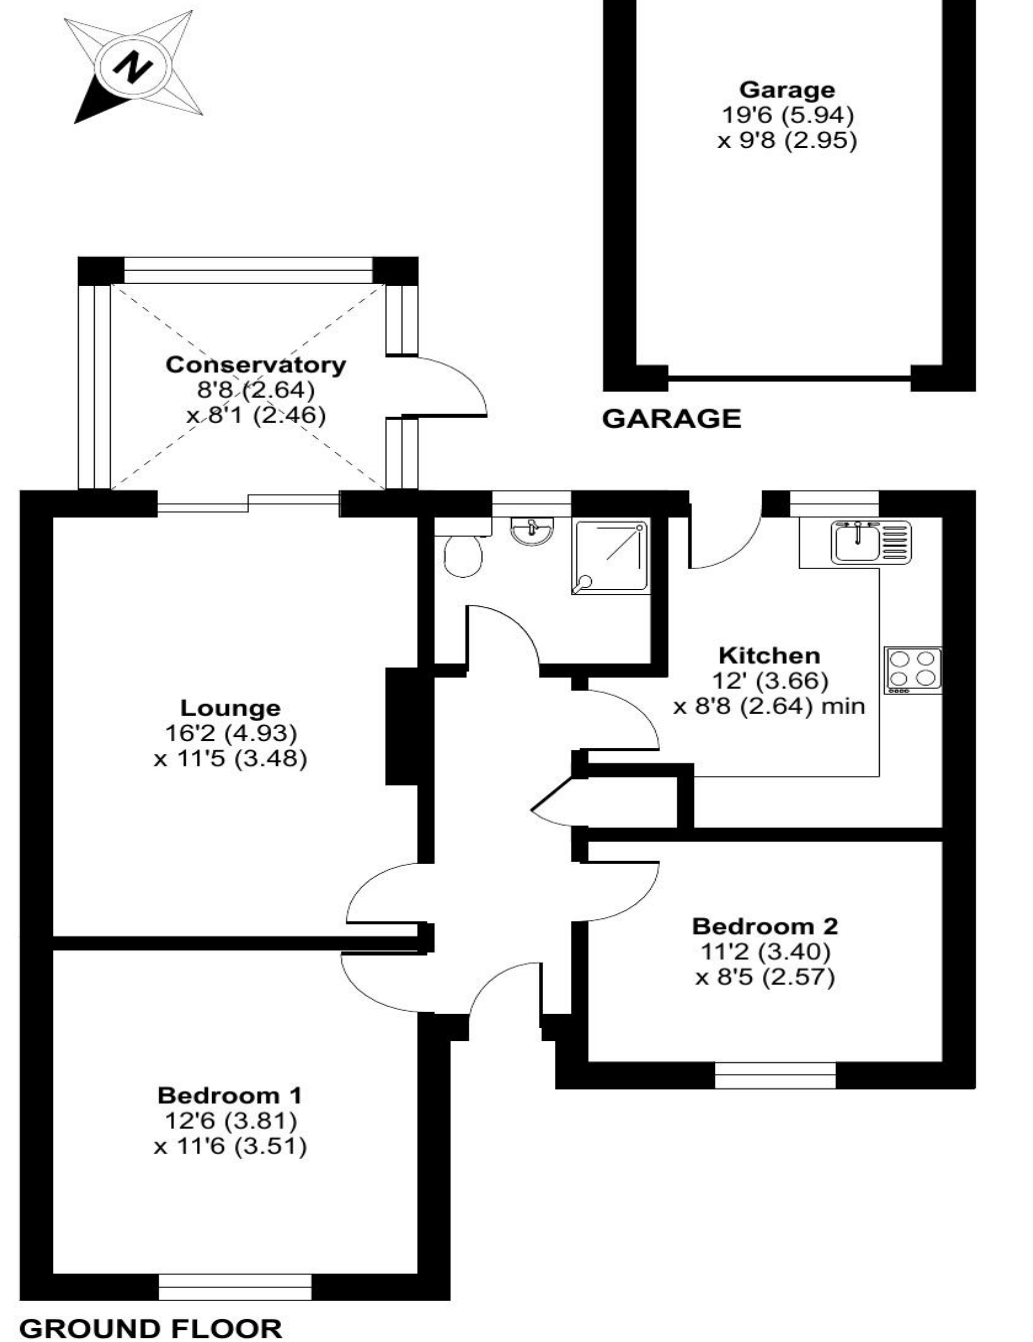 N
Garage
19'6 (5.94)
x 9'8 (2.95)
Conservatory
8'8 (2.64)
x 8'1 (2.46)
GARAGE
Kitchen
12' (3.66)
x 8'8 (2.64) min
Lounge
16'2 (4.93)
x 11'5 (3.48)
Bedroom 2
11'2 (3.40)
x 8'5 (2.57)
Bedroom 1
12'6 (3.81)
x 11'6 (3.51)
GROUND FLOOR